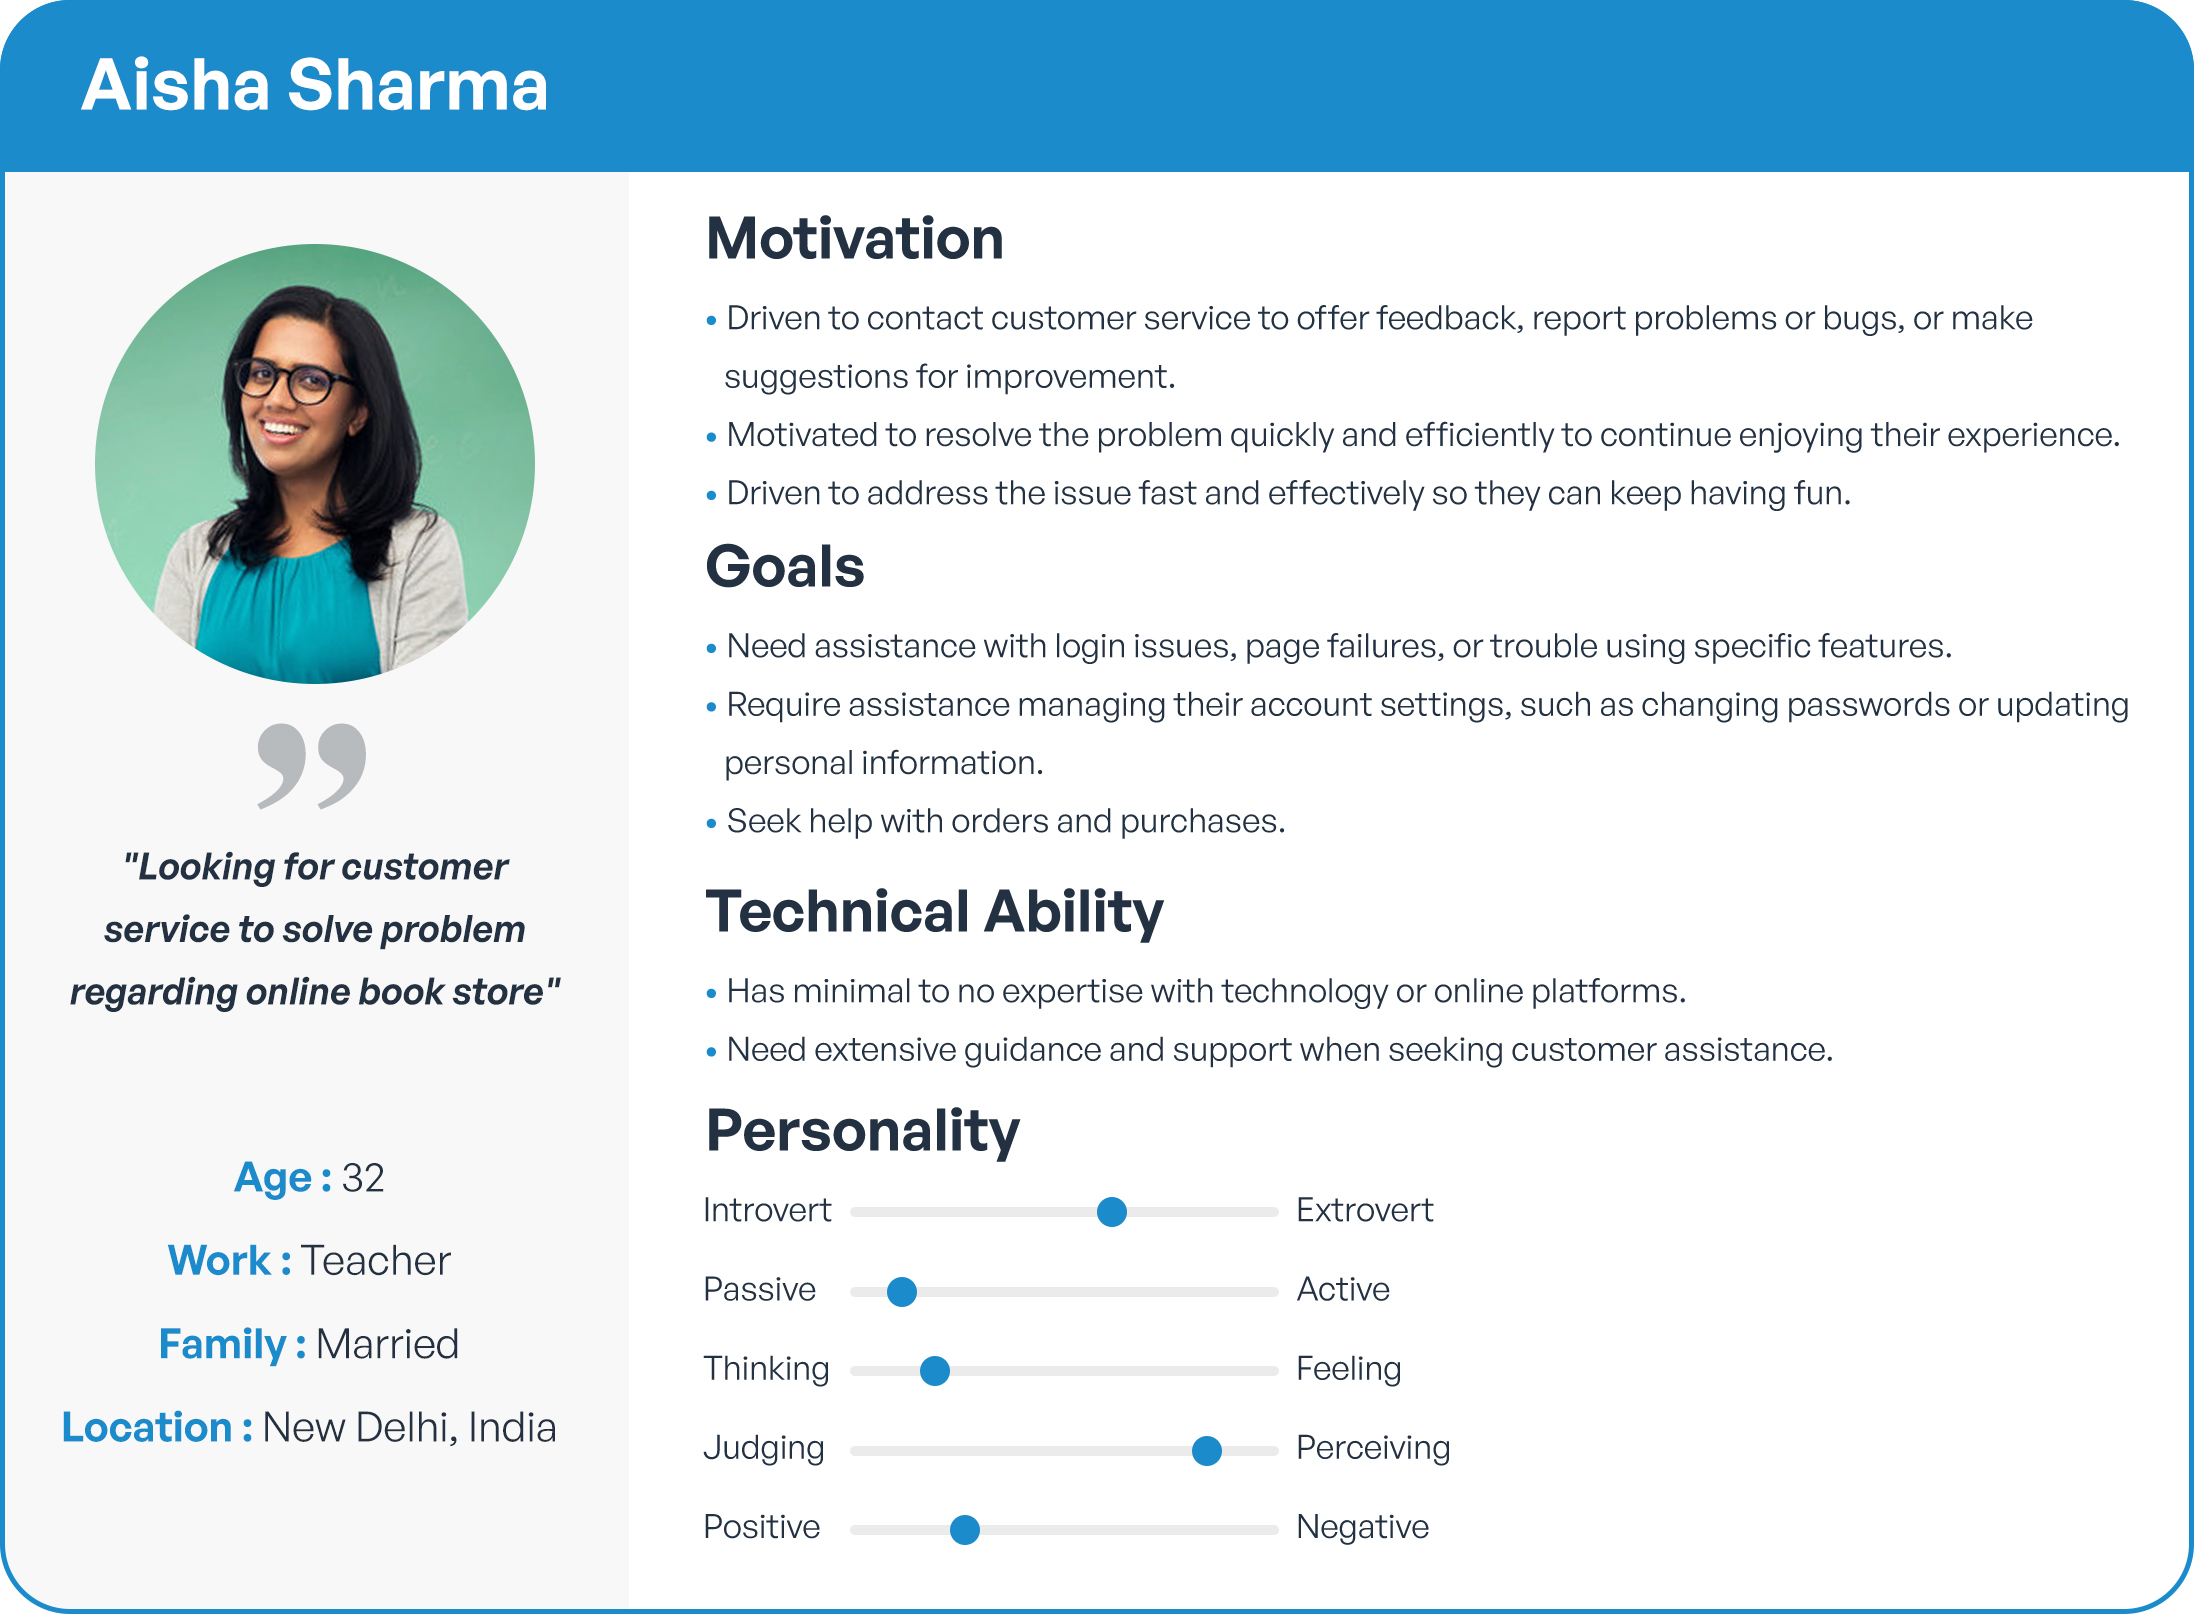 Aisha Sharma
"Looking for customer
service to solve problem
regarding online book store"
Age : 32
Work : Teacher
Family : Married
Location : New Delhi, India
Motivation
• Driven to contact customer service to offer feedback, report problems or bugs, or make
suggestions for improvement.
• Motivated to resolve the problem quickly and efficiently to continue enjoying their experience.
• Driven to address the issue fast and effectively so they can keep having fun.
Goals
• Need assistance with login issues, page failures, or trouble using specific features.
• Require assistance managing their account settings, such as changing passwords or updating
personal information.
• Seek help with orders and purchases.
Technical Ability
• Has minimal to no expertise with technology or online platforms.
• Need extensive guidance and support when seeking customer assistance.
Personality
Introvert Extrovert
Passive Active
Thinking Feeling
Judging Perceiving
Positive Negative